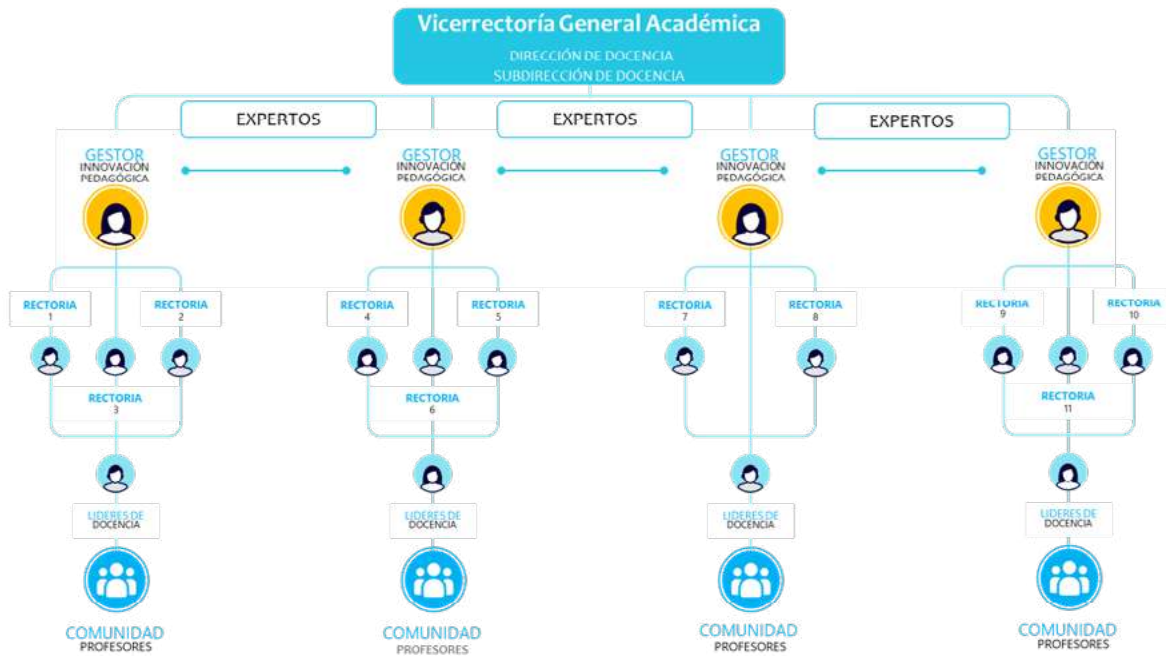 Vicerrectoría General Académica
DIRECCIÓN DE DOCENCIA
SUBDIRECCIÓN DE DOCENCIA
EXPERTOS
EXPERTOS
EXPERTOS
GESTOR
INNOVACIÓN
PEDAGÓGICA
GESTOR
INNOVACIÓN
PEDAGÓGICA
GESTOR
INNOVACIÓN
PEDAGÓGICA
GESTOR
INNOVACIÓN
PEDAGÓGICA
RECTORIA
1
RECTORIA
2
RECTORIA
3
RECTORIA
4
RECTORIA
5
RECTORIA
6
RECTORIA
7
RECTORIA
8
RECTORIA
9
RECTORIA
10
RECTORIA
11
LIDERES DE
DOCENCIA
LIDERES DE
DOCENCIA
LIDERES DE
DOCENCIA
LIDERES DE
DOCENCIA
COMUNIDAD
PROFESORES
COMUNIDAD
PROFESORES
COMUNIDAD
PROFESORES
COMUNIDAD
PROFESORES